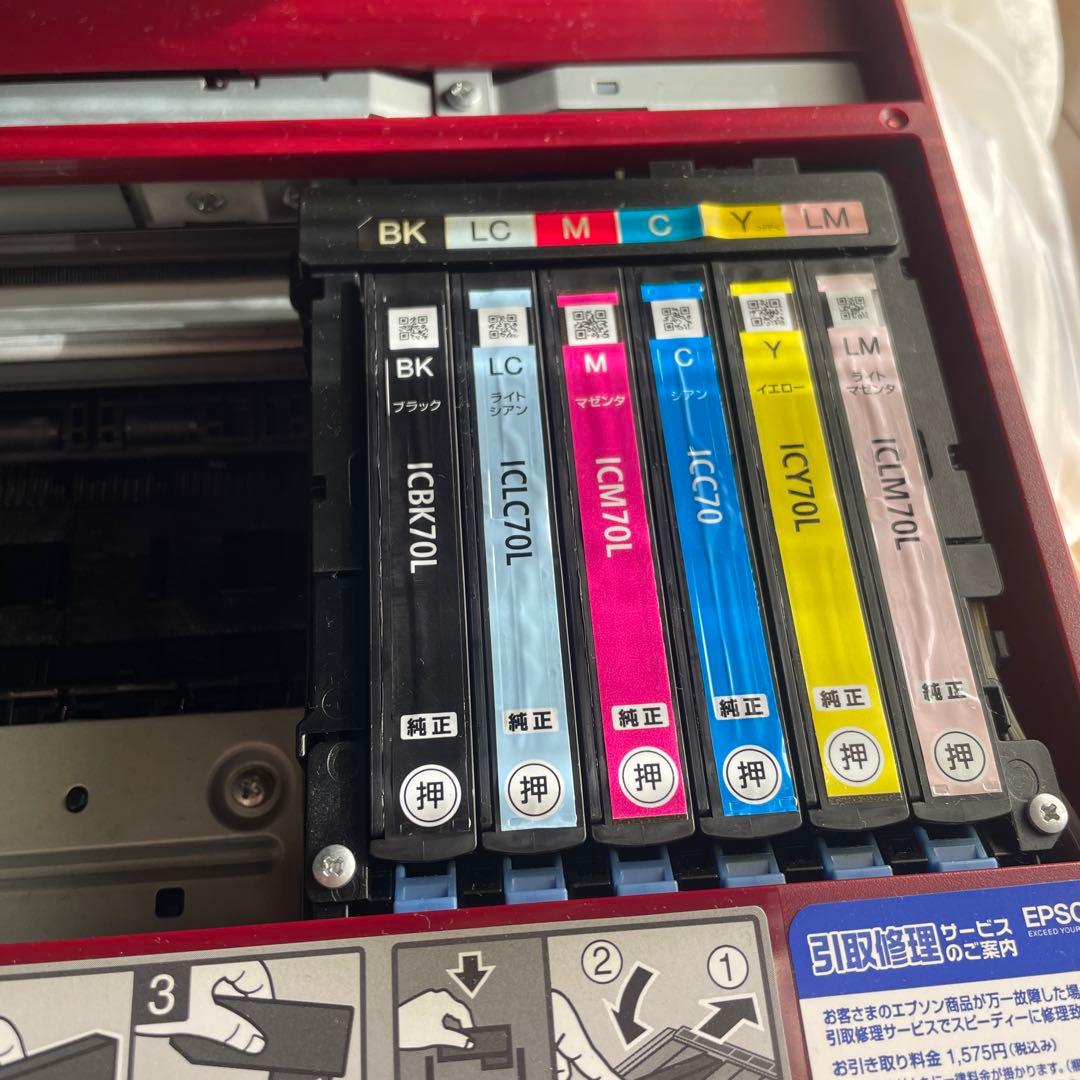 BK LC M C Y LM
BK
ブラック
ICBK70L
純正
押
LC
ライト
シアン
ICLC70L
純正
押
M
マゼンタ
ICM70L
純正
押
C
シアン
ICC70
純正
押
Y
イエロー
ICY70L
純正
押
LM
ライト
マゼンタ
ICLM70L
純正
押
3
② ①
引取修理サービスのご案内
EPSO
EXCEED YOUR
お客さまのエプソン商品が万一故障した場
引取修理サービスでスピーディーに修理致
お引き取り料金 1,575円(税込み)